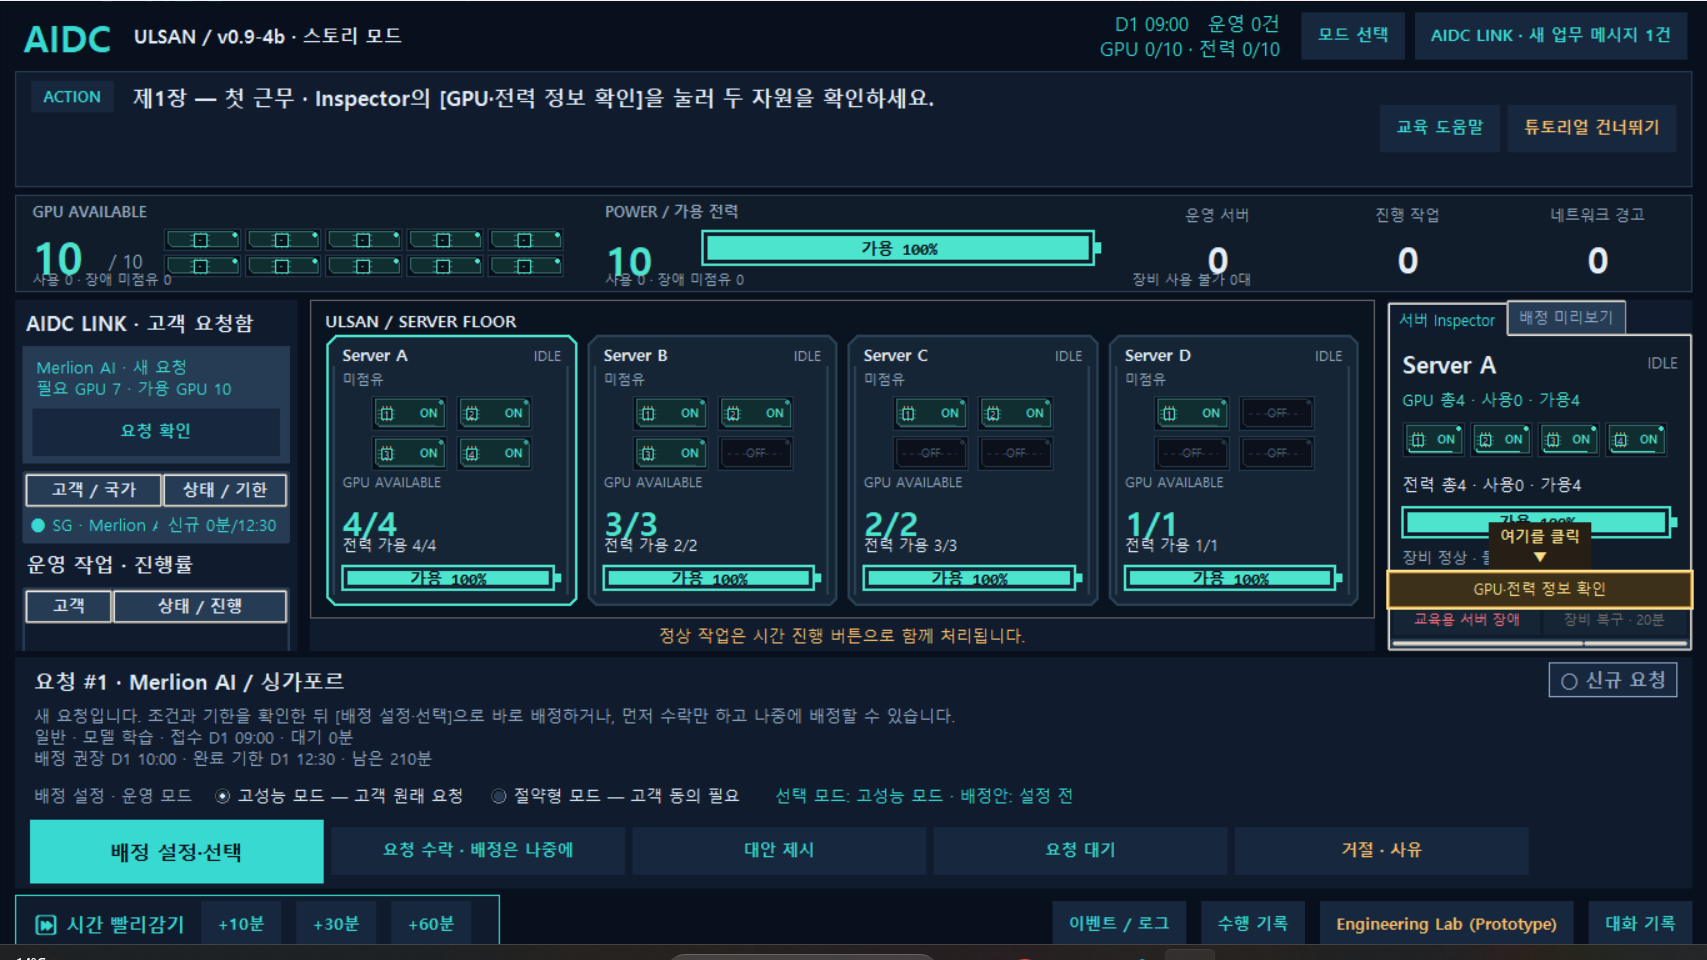 AIDC ULSAN / v0.9-4b · 스토리 모드
D1 09:00 운영 0건
GPU 0/10 · 전력 0/10
모드 선택
AIDC LINK · 새 업무 메시지 1건
ACTION 제1장 — 첫 근무 · Inspector의 [GPU·전력 정보 확인]을 눌러 두 자원을 확인하세요.
교육 도움말
튜토리얼 건너뛰기
GPU AVAILABLE
10 / 10
사용 0 · 장애 미점유 0
POWER / 가용 전력
10
가용 100%
사용 0 · 장애 미점유 0
운영 서버
0
장비 사용 불가 0대
진행 작업
0
네트워크 경고
0
AIDC LINK · 고객 요청함
Merlion AI · 새 요청
필요 GPU 7 · 가용 GPU 10
요청 확인
고객 / 국가 상태 / 기한
SG · Merlion 신규 0분/12:30
운영 작업 · 진행률
고객 상태 / 진행
ULSAN / SERVER FLOOR
Server A IDLE
미점유
1 ON 2 ON
3 ON 4 ON
GPU AVAILABLE
4/4
전력 가용 4/4
가용 100%
Server B IDLE
미점유
1 ON 2 ON
3 ON OFF
GPU AVAILABLE
3/3
전력 가용 2/2
가용 100%
Server C IDLE
미점유
1 ON 2 ON
OFF OFF
GPU AVAILABLE
2/2
전력 가용 3/3
가용 100%
Server D IDLE
미점유
1 ON OFF
OFF OFF
GPU AVAILABLE
1/1
전력 가용 1/1
가용 100%
정상 작업은 시간 진행 버튼으로 함께 처리됩니다.
서버 Inspector 배정 미리보기
Server A IDLE
GPU 총4 · 사용0 · 가용4
1 ON 2 ON 3 ON 4 ON
전력 총4 · 사용0 · 가용4
가용 100%
여기를 클릭
▼
장비 정상 ·
GPU·전력 정보 확인
교육용 서버 장애 장비 복구 · 20분
요청 #1 · Merlion AI / 싱가포르
○ 신규 요청
새 요청입니다. 조건과 기한을 확인한 뒤 [배정 설정·선택]으로 바로 배정하거나, 먼저 수락만 하고 나중에 배정할 수 있습니다.
일반 · 모델 학습 · 접수 D1 09:00 · 대기 0분
배정 권장 D1 10:00 · 완료 기한 D1 12:30 · 남은 210분
배정 설정 · 운영 모드 고성능 모드 — 고객 원래 요청 절약형 모드 — 고객 동의 필요 선택 모드: 고성능 모드 · 배정안: 설정 전
배정 설정·선택
요청 수락 · 배정은 나중에
대안 제시
요청 대기
거절 · 사유
시간 빨리감기 +10분 +30분 +60분
이벤트 / 로그
수행 기록
Engineering Lab (Prototype)
대화 기록